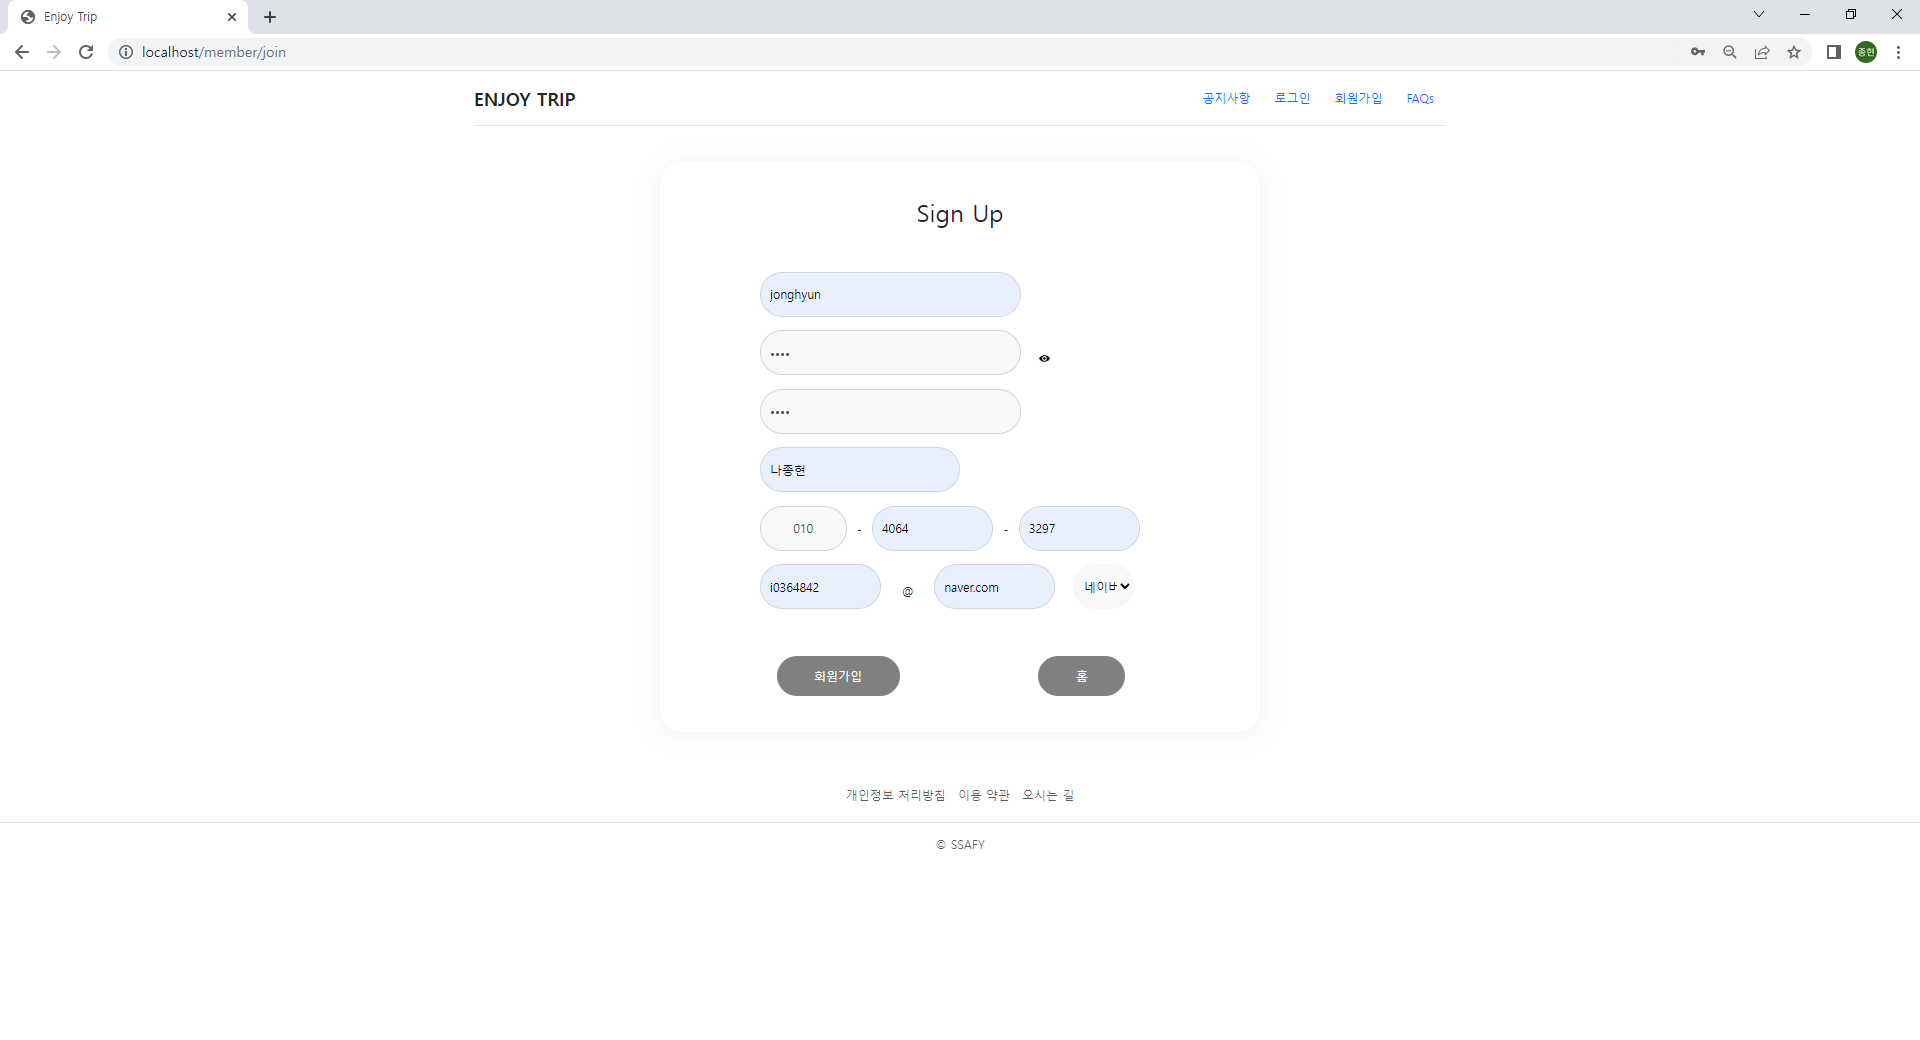 Enjoy Trip
localhost/member/join
종현
ENJOY TRIP 공지사항 로그인 회원가입 FAQs
Sign Up
jonghyun
••••
••••
나종현
010 - 4064 - 3297
i0364842 @ naver.com 네이버
회원가입 홈
개인정보 처리방침 이용 약관 오시는 길
© SSAFY